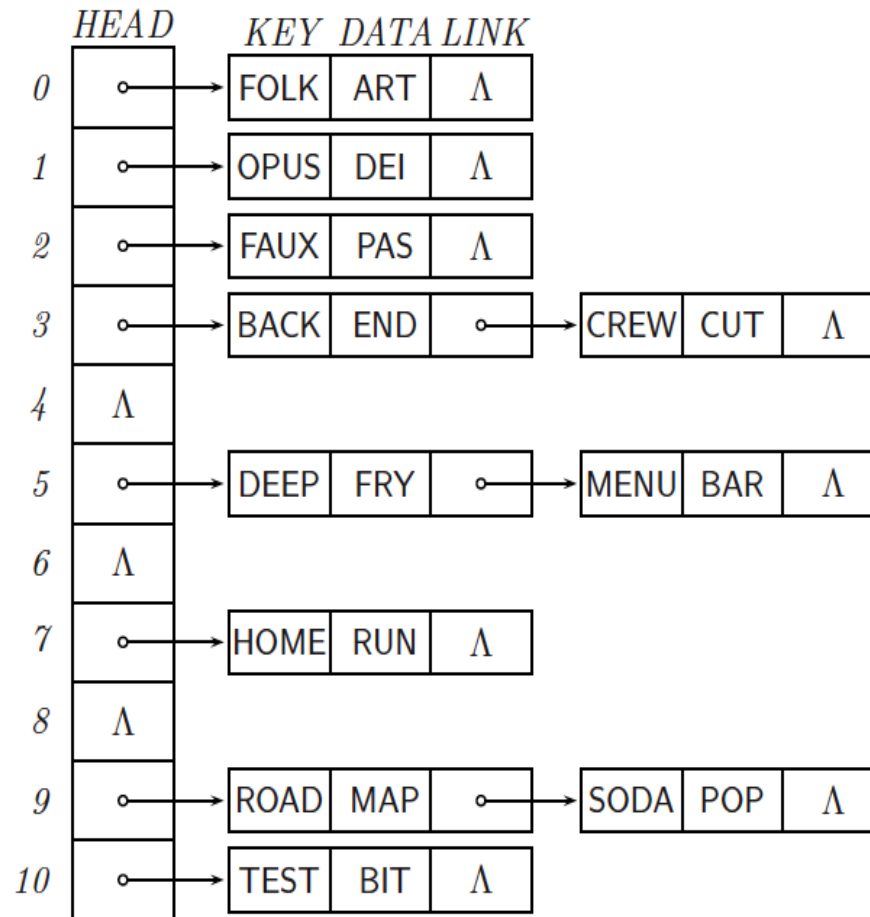 HEAD KEY DATA LINK
0 FOLK ART Λ
1 OPUS DEI Λ
2 FAUX PAS Λ
3 BACK END CREW CUT Λ
4 Λ
5 DEEP FRY MENU BAR Λ
6 Λ
7 HOME RUN Λ
8 Λ
9 ROAD MAP SODA POP Λ
10 TEST BIT Λ